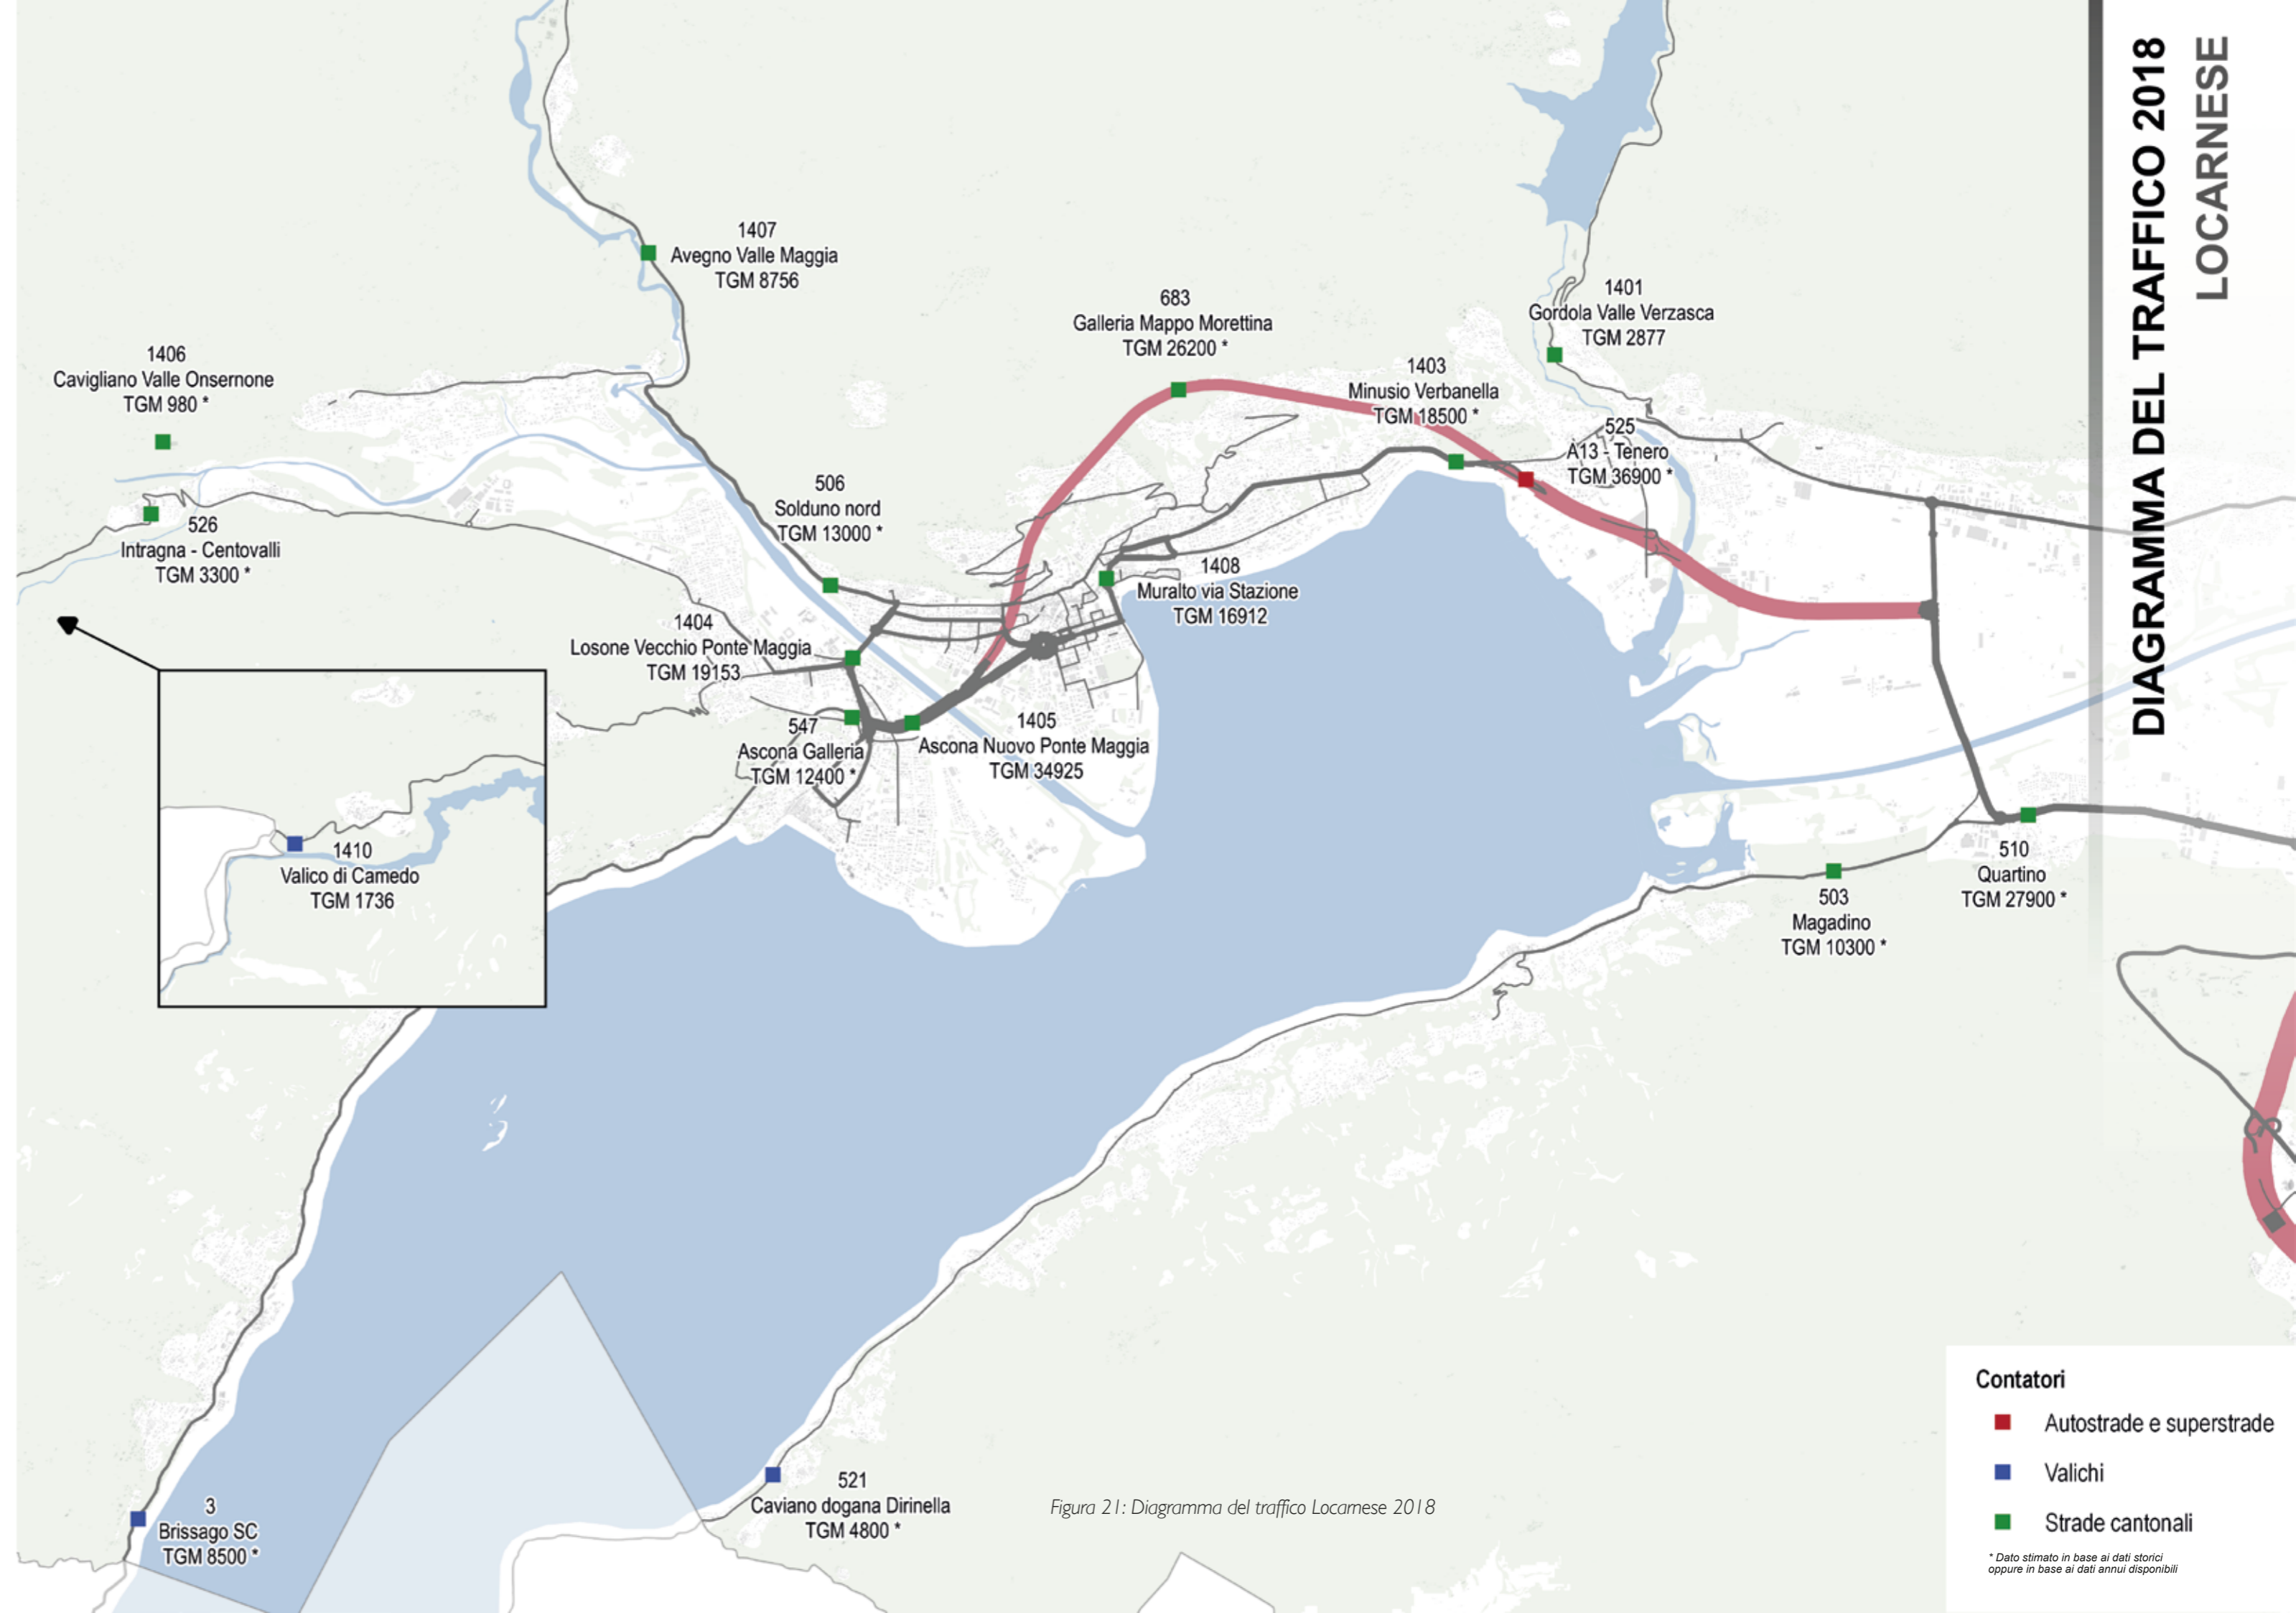 DIAGRAMMA DEL TRAFFICO 2018
LOCARNESE
1407
Avegno Valle Maggia
TGM 8756
683
Galleria Mappo Morettina
TGM 26200 *
1401
Gordola Valle Verzasca
TGM 2877
1406
Cavigliano Valle Onsernone
TGM 980 *
1403
Minusio Verbanella
TGM 18500 *
525
A13 - Tenero
TGM 36900 *
506
Solduno nord
TGM 13000 *
526
Intragna - Centovalli
TGM 3300 *
1408
Muralto via Stazione
TGM 16912
1404
Losone Vecchio Ponte Maggia
TGM 19153
547
Ascona Galleria
TGM 12400 *
1405
Ascona Nuovo Ponte Maggia
TGM 34925
1410
Valico di Camedo
TGM 1736
510
Quartino
TGM 27900 *
503
Magadino
TGM 10300 *
521
Caviano dogana Dirinella
TGM 4800 *
3
Brissago SC
TGM 8500 *
Figura 21: Diagramma del traffico Locarnese 2018
Contatori
Autostrade e superstrade
Valichi
Strade cantonali
* Dato stimato in base ai dati storici
oppure in base ai dati annui disponibili